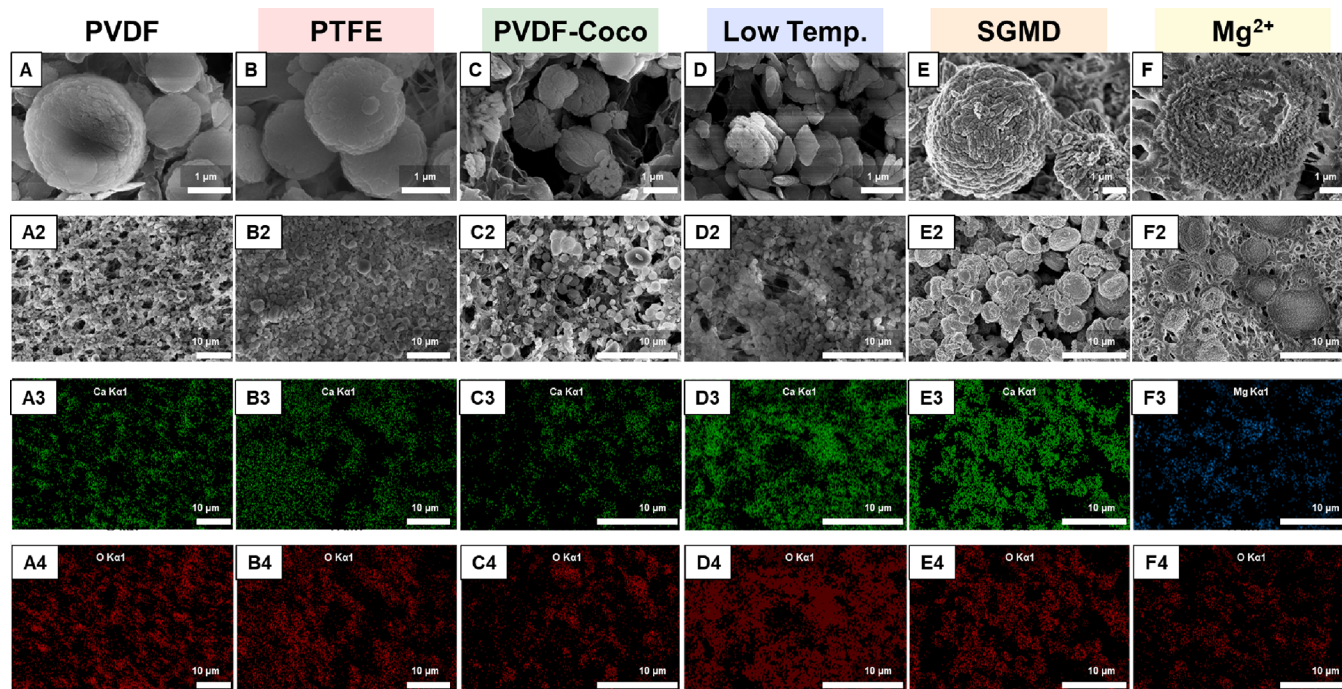 PVDF PTFE PVDF-Coco Low Temp. SGMD Mg²⁺
A B C D E F
1 µm 1 µm 1 µm 1 µm 1 µm 1 µm
A2 B2 C2 D2 E2 F2
10 µm 10 µm 10 µm 10 µm 10 µm 10 µm
A3 B3 C3 D3 E3 F3
Ca Kα1 Ca Kα1 Ca Kα1 Ca Kα1 Ca Kα1 Mg Kα1
10 µm 10 µm 10 µm 10 µm 10 µm 10 µm
A4 B4 C4 D4 E4 F4
O Kα1 O Kα1 O Kα1 O Kα1 O Kα1 O Kα1
10 µm 10 µm 10 µm 10 µm 10 µm 10 µm